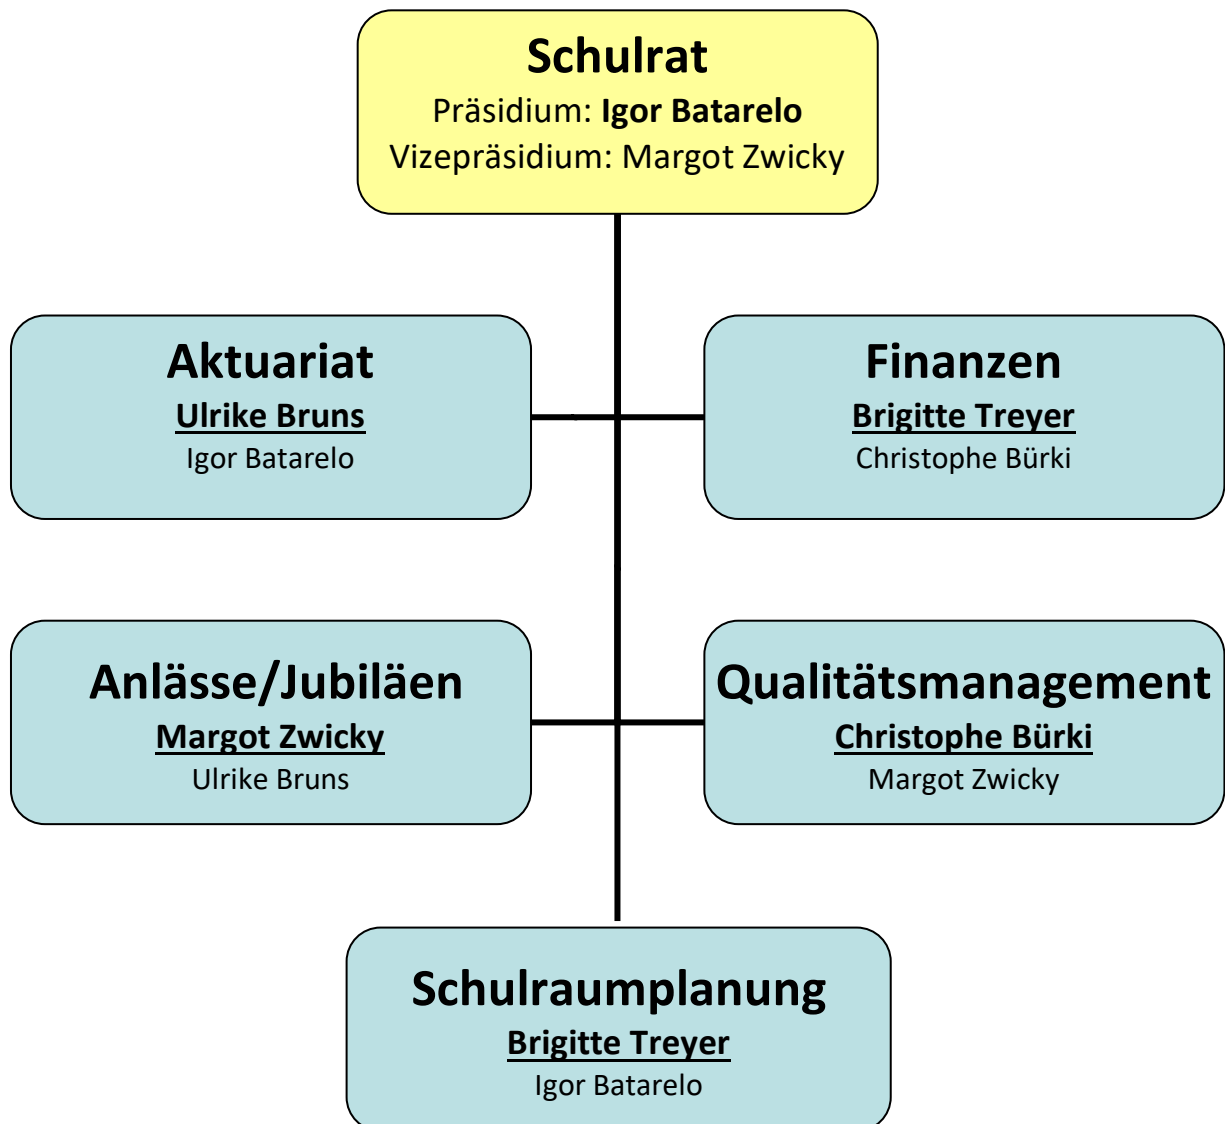 Schulrat
Präsidium: Igor Batarelo
Vizepräsidium: Margot Zwicky
Aktuariat
Ulrike Bruns
Igor Batarelo
Finanzen
Brigitte Treyer
Christophe Bürki
Anlässe/Jubiläen
Margot Zwicky
Ulrike Bruns
Qualitätsmanagement
Christophe Bürki
Margot Zwicky
Schulraumplanung
Brigitte Treyer
Igor Batarelo